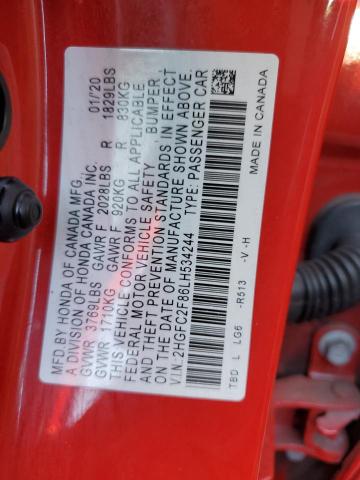 MFD BY HONDA OF CANADA MFG. 01/20
A DIVISION OF HONDA CANADA INC.
GVWR 3769LBS GAWR F 2028LBS R 1829LBS
GVWR 1710KG GAWR F 920KG R 830KG
THIS VEHICLE CONFORMS TO ALL APPLICABLE
FEDERAL MOTOR VEHICLE SAFETY BUMPER
AND THEFT PREVENTION STANDARDS IN EFFECT
ON THE DATE OF MANUFACTURE SHOWN ABOVE.
V.I.N.:2HGFC2F86LH534244 TYPE: PASSENGER CAR
TBD L LG6 -R513 -V-H MADE IN CANADA